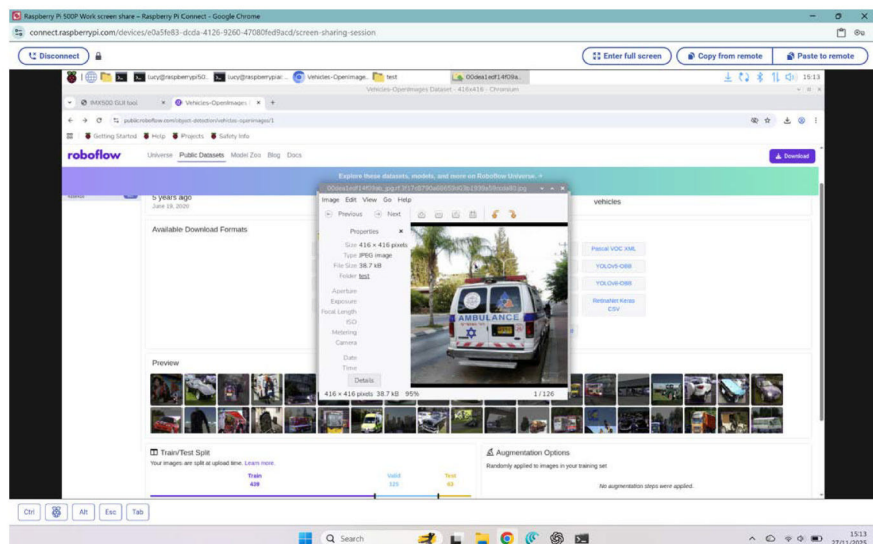 Raspberry Pi 500P Work screen share – Raspberry Pi Connect - Google Chrome
connect.raspberrypi.com/devices/e0a5fe83-dcda-4126-9260-47080fed9acd/screen-sharing-session
Disconnect
Enter full screen
Copy from remote
Paste to remote
Vehicles-OpenImage..
test
15:13
Vehicles-OpenImages Dataset - 416x416 - Chromium
IMX500 GUI tool
Vehicles-OpenImages
public.roboflow.com/object-detection/vehicles-openimages/1
Getting Started
Help
Projects
Safety Info
roboflow
Universe
Public Datasets
Model Zoo
Blog
Docs
Download
Explore these datasets, models, and more on Roboflow Universe.
5 years ago
June 19, 2020
vehicles
Available Download Formats
Pascal VOC XML
YOLOv5-OBB
YOLOv8-OBB
RetinaNet Keras
CSV
Image Edit View Go Help
Previous
Next
Properties
Size 416 × 416 pixels
Type JPEG image
File Size 38.7 kB
Folder test
Aperture
Exposure
Focal Length
ISO
Metering
Camera
Date
Time
Details
AMBULANCE
416 × 416 pixels 38.7 kB 95%
1 / 126
Preview
Train/Test Split
Your images are split at upload time. Learn more.
Train
Valid
Test
Augmentation Options
Randomly applied to images in your training set
No augmentation steps were applied.
Ctrl
Alt
Esc
Tab
Search
15:13
27/11/2025